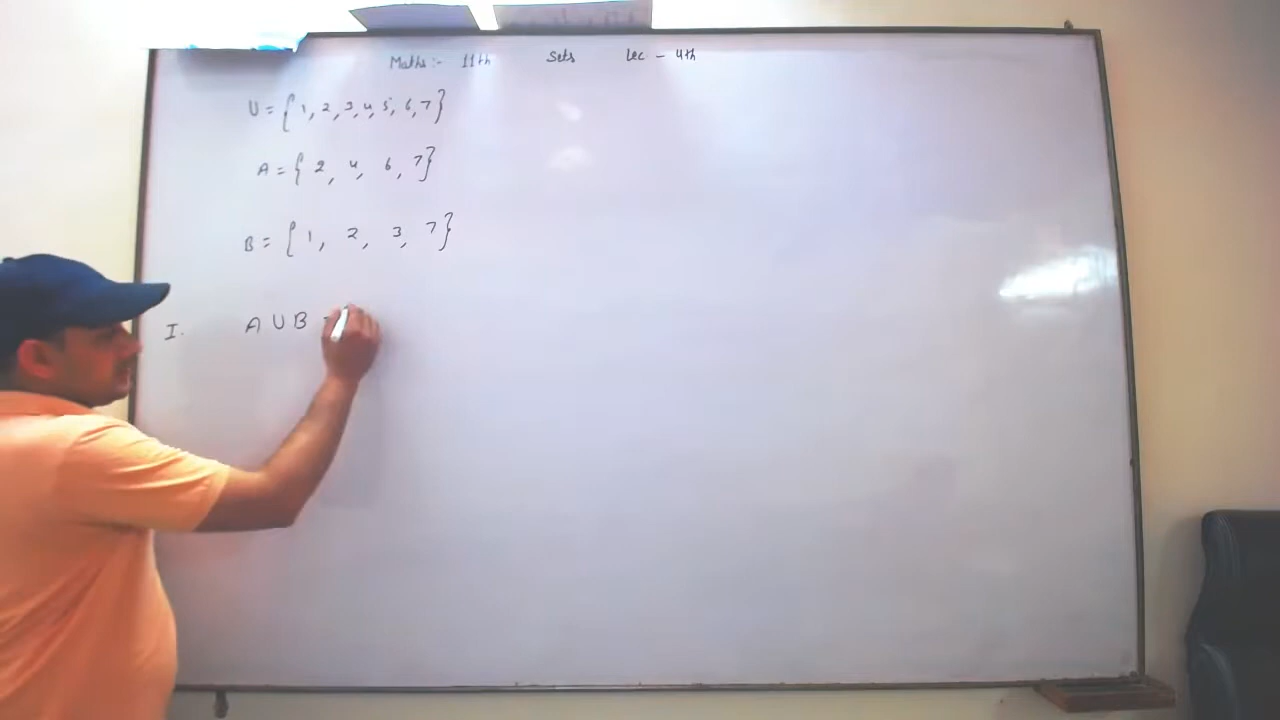 Maths:- 11th Sets Lec - 4th
U = { 1, 2, 3, 4, 5, 6, 7 }
A = { 2, 4, 6, 7 }
B = { 1, 2, 3, 7 }
I. A U B =